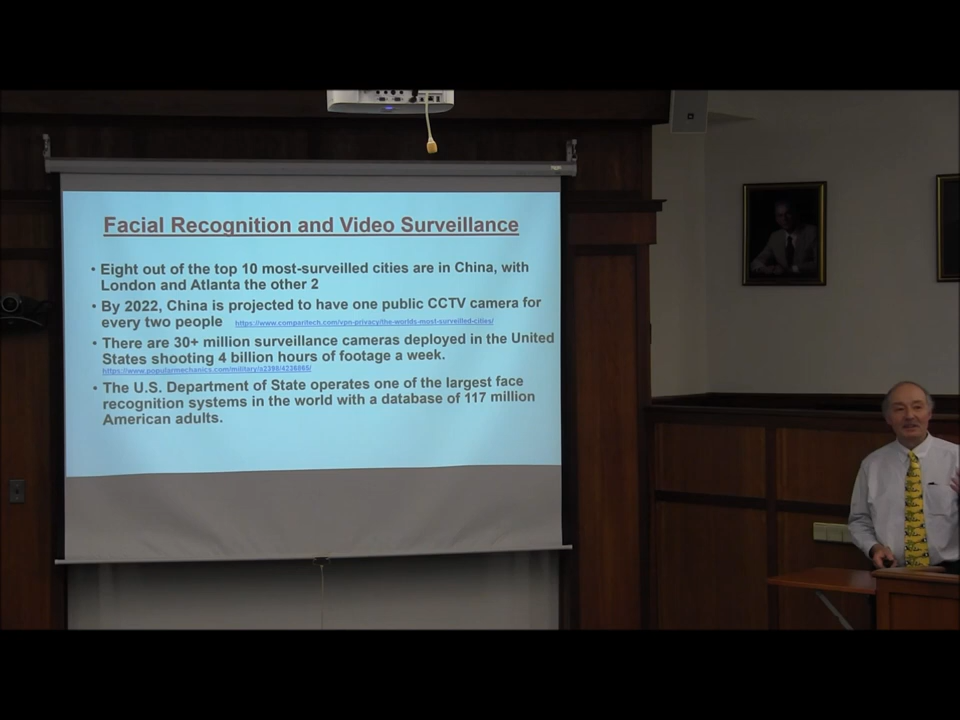 Facial Recognition and Video Surveillance
• Eight out of the top 10 most-surveilled cities are in China, with
London and Atlanta the other 2
• By 2022, China is projected to have one public CCTV camera for
every two people https://www.comparitech.com/vpn-privacy/the-worlds-most-surveilled-cities/
• There are 30+ million surveillance cameras deployed in the United
States shooting 4 billion hours of footage a week.
https://www.popularmechanics.com/military/a2398/4236865/
• The U.S. Department of State operates one of the largest face
recognition systems in the world with a database of 117 million
American adults.